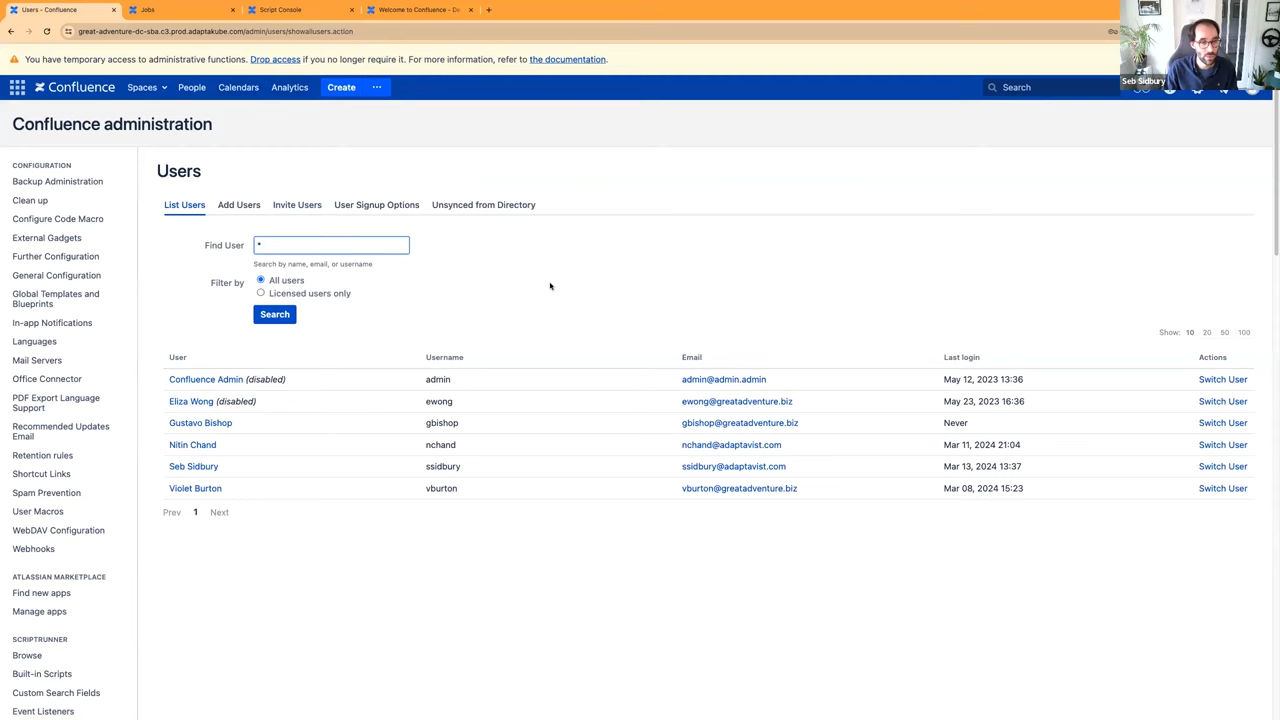 Users - Confluence
Jobs
Script Console
Welcome to Confluence - De
great-adventure-dc-sba.c3.prod.adaptakube.com/admin/users/showallusers.action
You have temporary access to administrative functions. Drop access if you no longer require it. For more information, refer to the documentation.
Seb Sidbury
Confluence Spaces People Calendars Analytics Create ... Search
Confluence administration
CONFIGURATION
Backup Administration
Clean up
Configure Code Macro
External Gadgets
Further Configuration
General Configuration
Global Templates and
Blueprints
In-app Notifications
Languages
Mail Servers
Office Connector
PDF Export Language
Support
Recommended Updates
Email
Retention rules
Shortcut Links
Spam Prevention
User Macros
WebDAV Configuration
Webhooks
ATLASSIAN MARKETPLACE
Find new apps
Manage apps
SCRIPTRUNNER
Browse
Built-in Scripts
Custom Search Fields
Event Listeners
Users
List Users Add Users Invite Users User Signup Options Unsynced from Directory
Find User *
Search by name, email, or username
Filter by All users
Licensed users only
Search
Show: 10 20 50 100
User Username Email Last login Actions
Confluence Admin (disabled) admin admin@admin.admin May 12, 2023 13:36 Switch User
Eliza Wong (disabled) ewong ewong@greatadventure.biz May 23, 2023 16:36 Switch User
Gustavo Bishop gbishop gbishop@greatadventure.biz Never Switch User
Nitin Chand nchand nchand@adaptavist.com Mar 11, 2024 21:04 Switch User
Seb Sidbury ssidbury ssidbury@adaptavist.com Mar 13, 2024 13:37 Switch User
Violet Burton vburton vburton@greatadventure.biz Mar 08, 2024 15:23 Switch User
Prev 1 Next